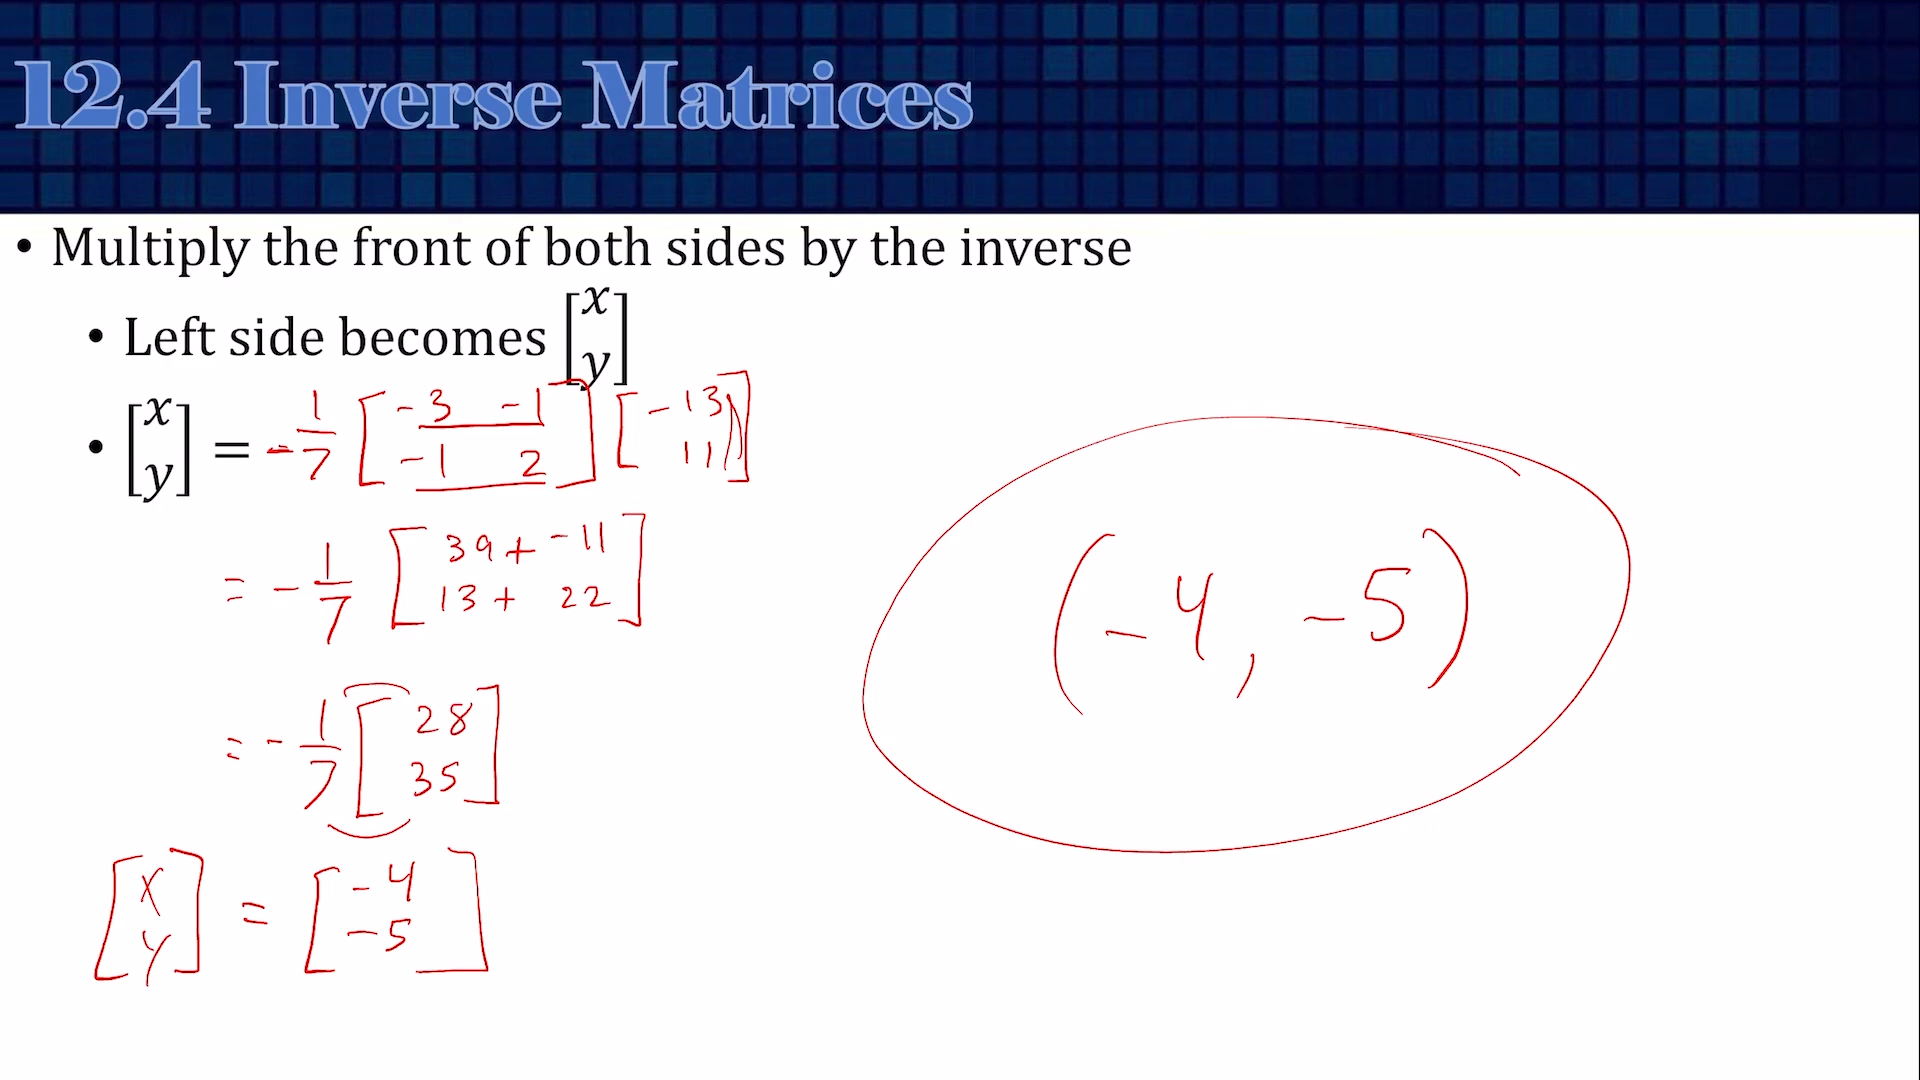 12.4 Inverse Matrices
• Multiply the front of both sides by the inverse
• Left side becomes [x y]
• [x y] = - 1/7 [-3 -1 -1 2] [-13 11]
= - 1/7 [39 + -11 13 + 22]
= - 1/7 [28 35]
[x y] = [-4 -5]
(-4, -5)